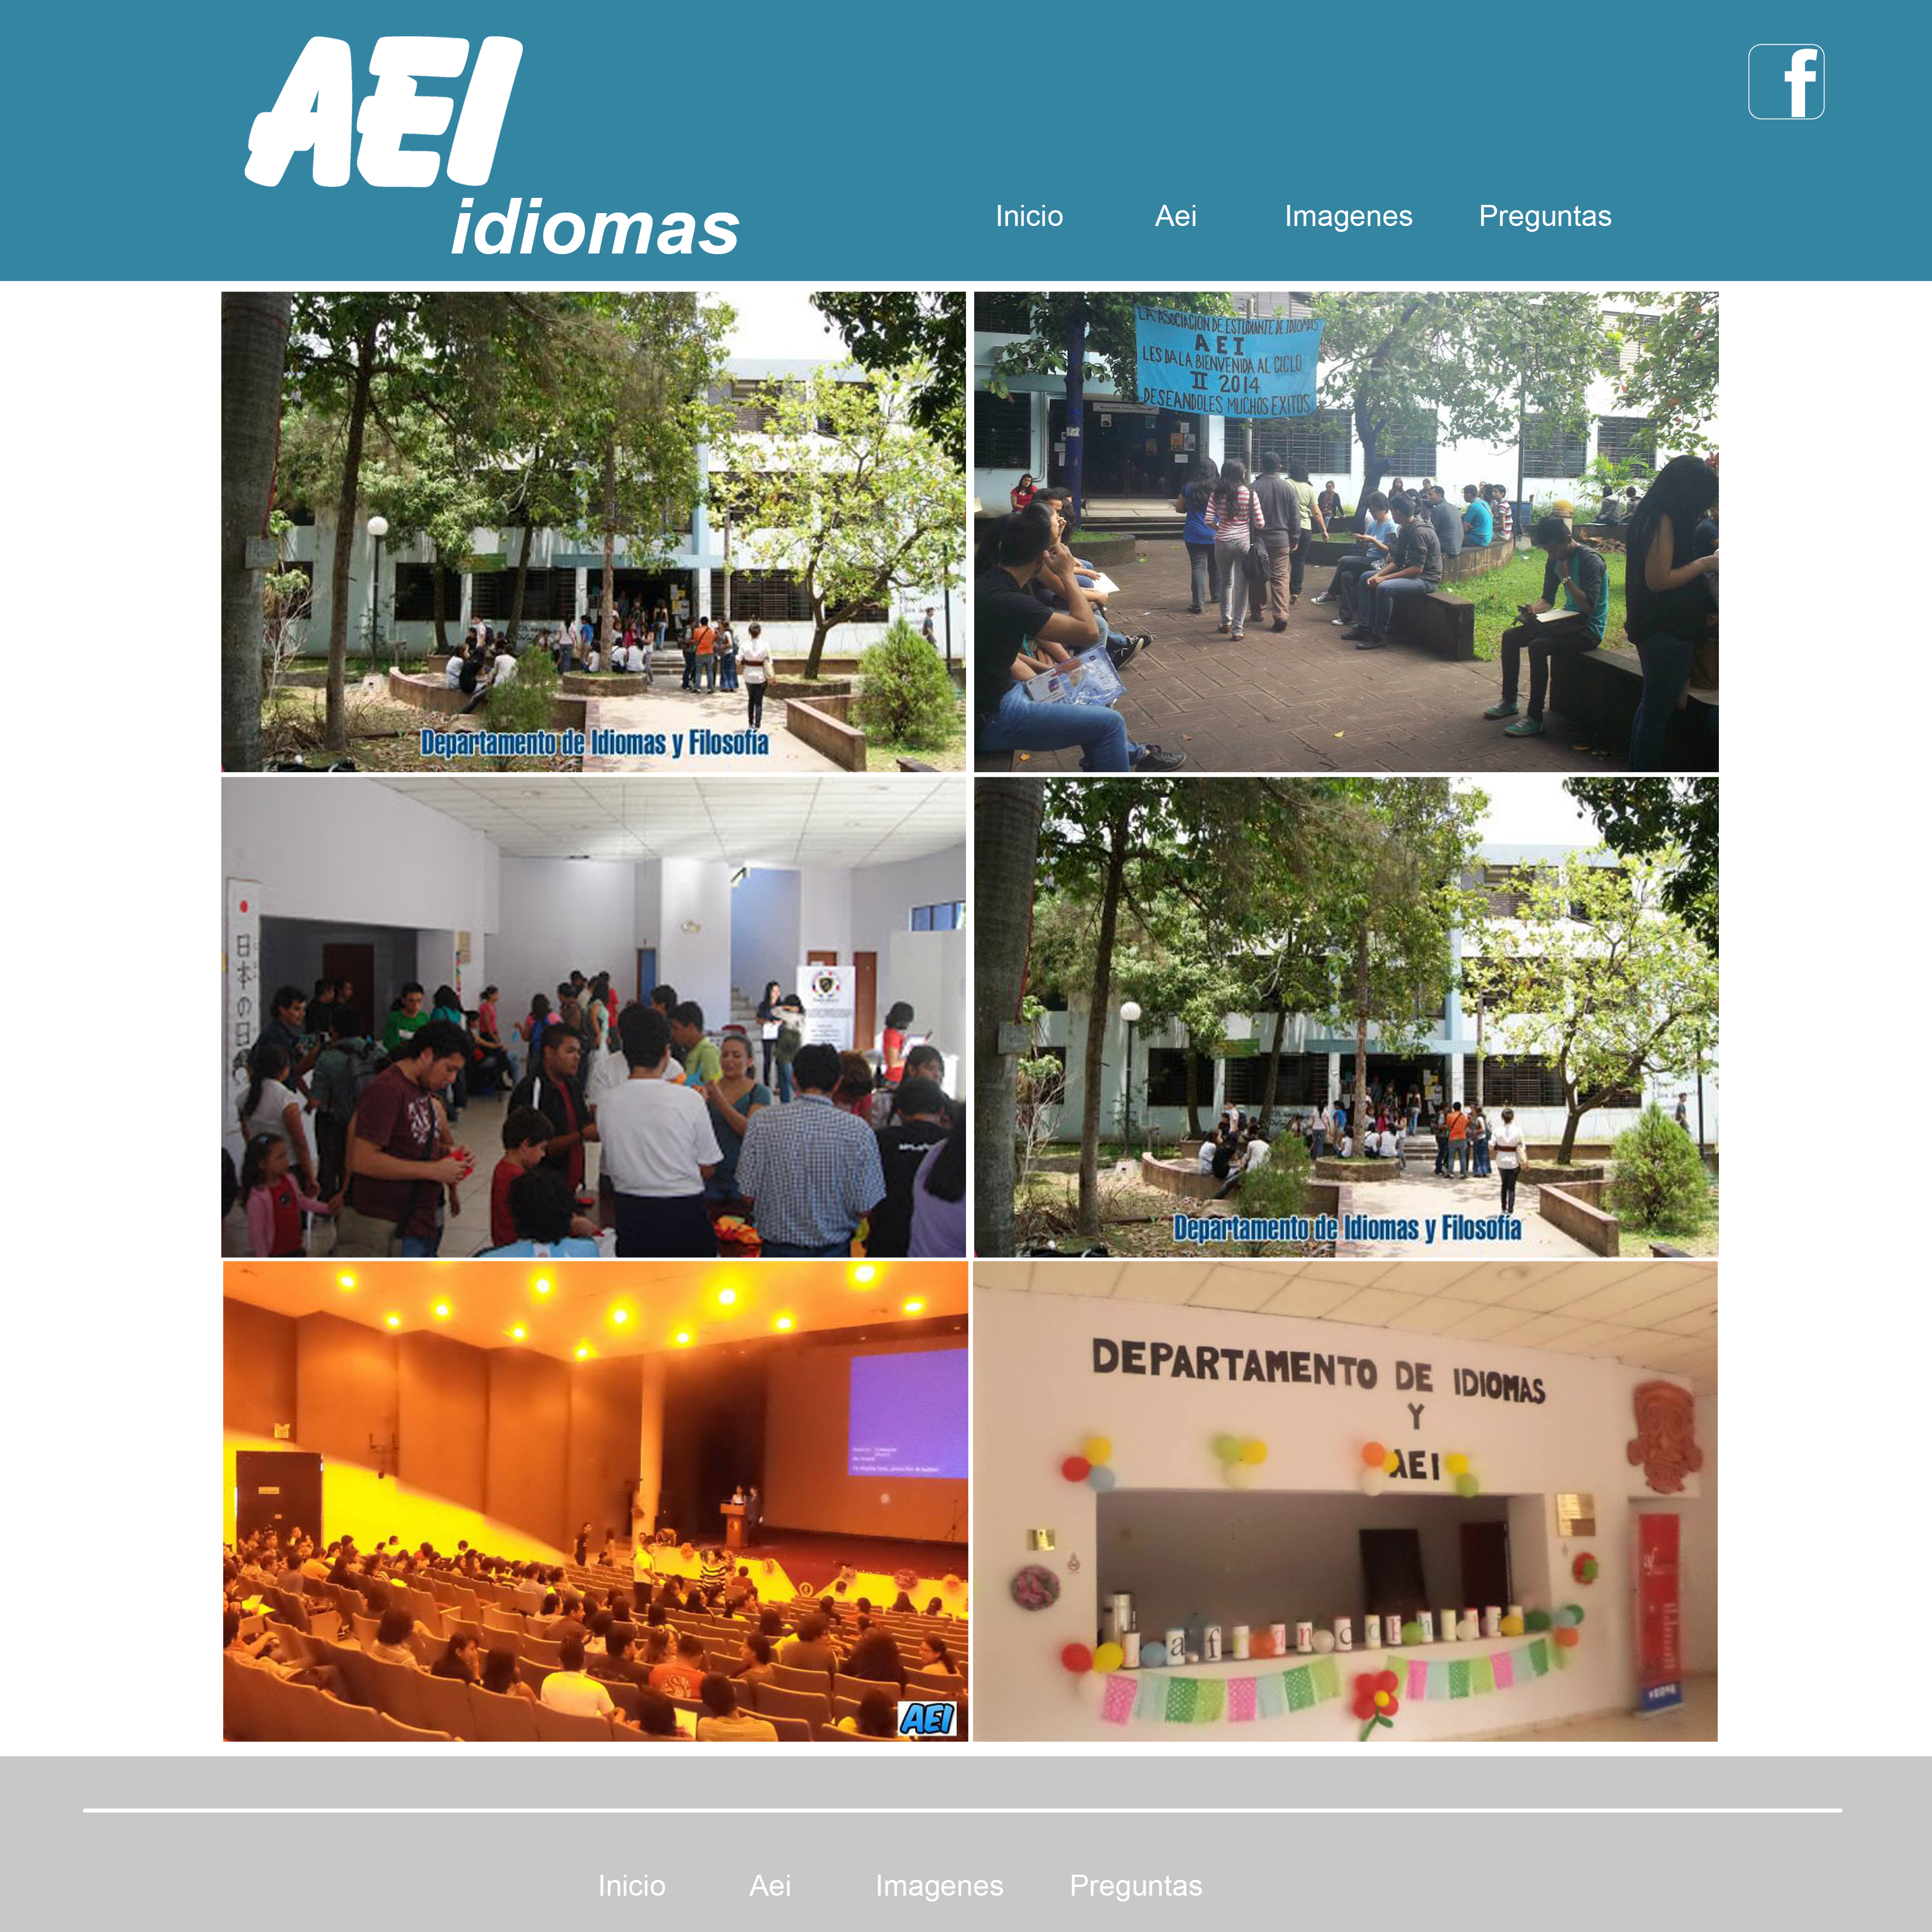 AEI
idiomas
f
Inicio Aei Imagenes Preguntas
Departamento de Idiomas y Filosofía
LA ASOCIACION DE ESTUDIANTE DE IDIOMAS
AEI
LES DA LA BIENVENIDA AL CICLO
II 2014
DESEANDOLES MUCHOS EXITOS
日本の日
Departamento de Idiomas y Filosofía
AEI
DEPARTAMENTO DE IDIOMAS
Y
AEI
Inicio Aei Imagenes Preguntas